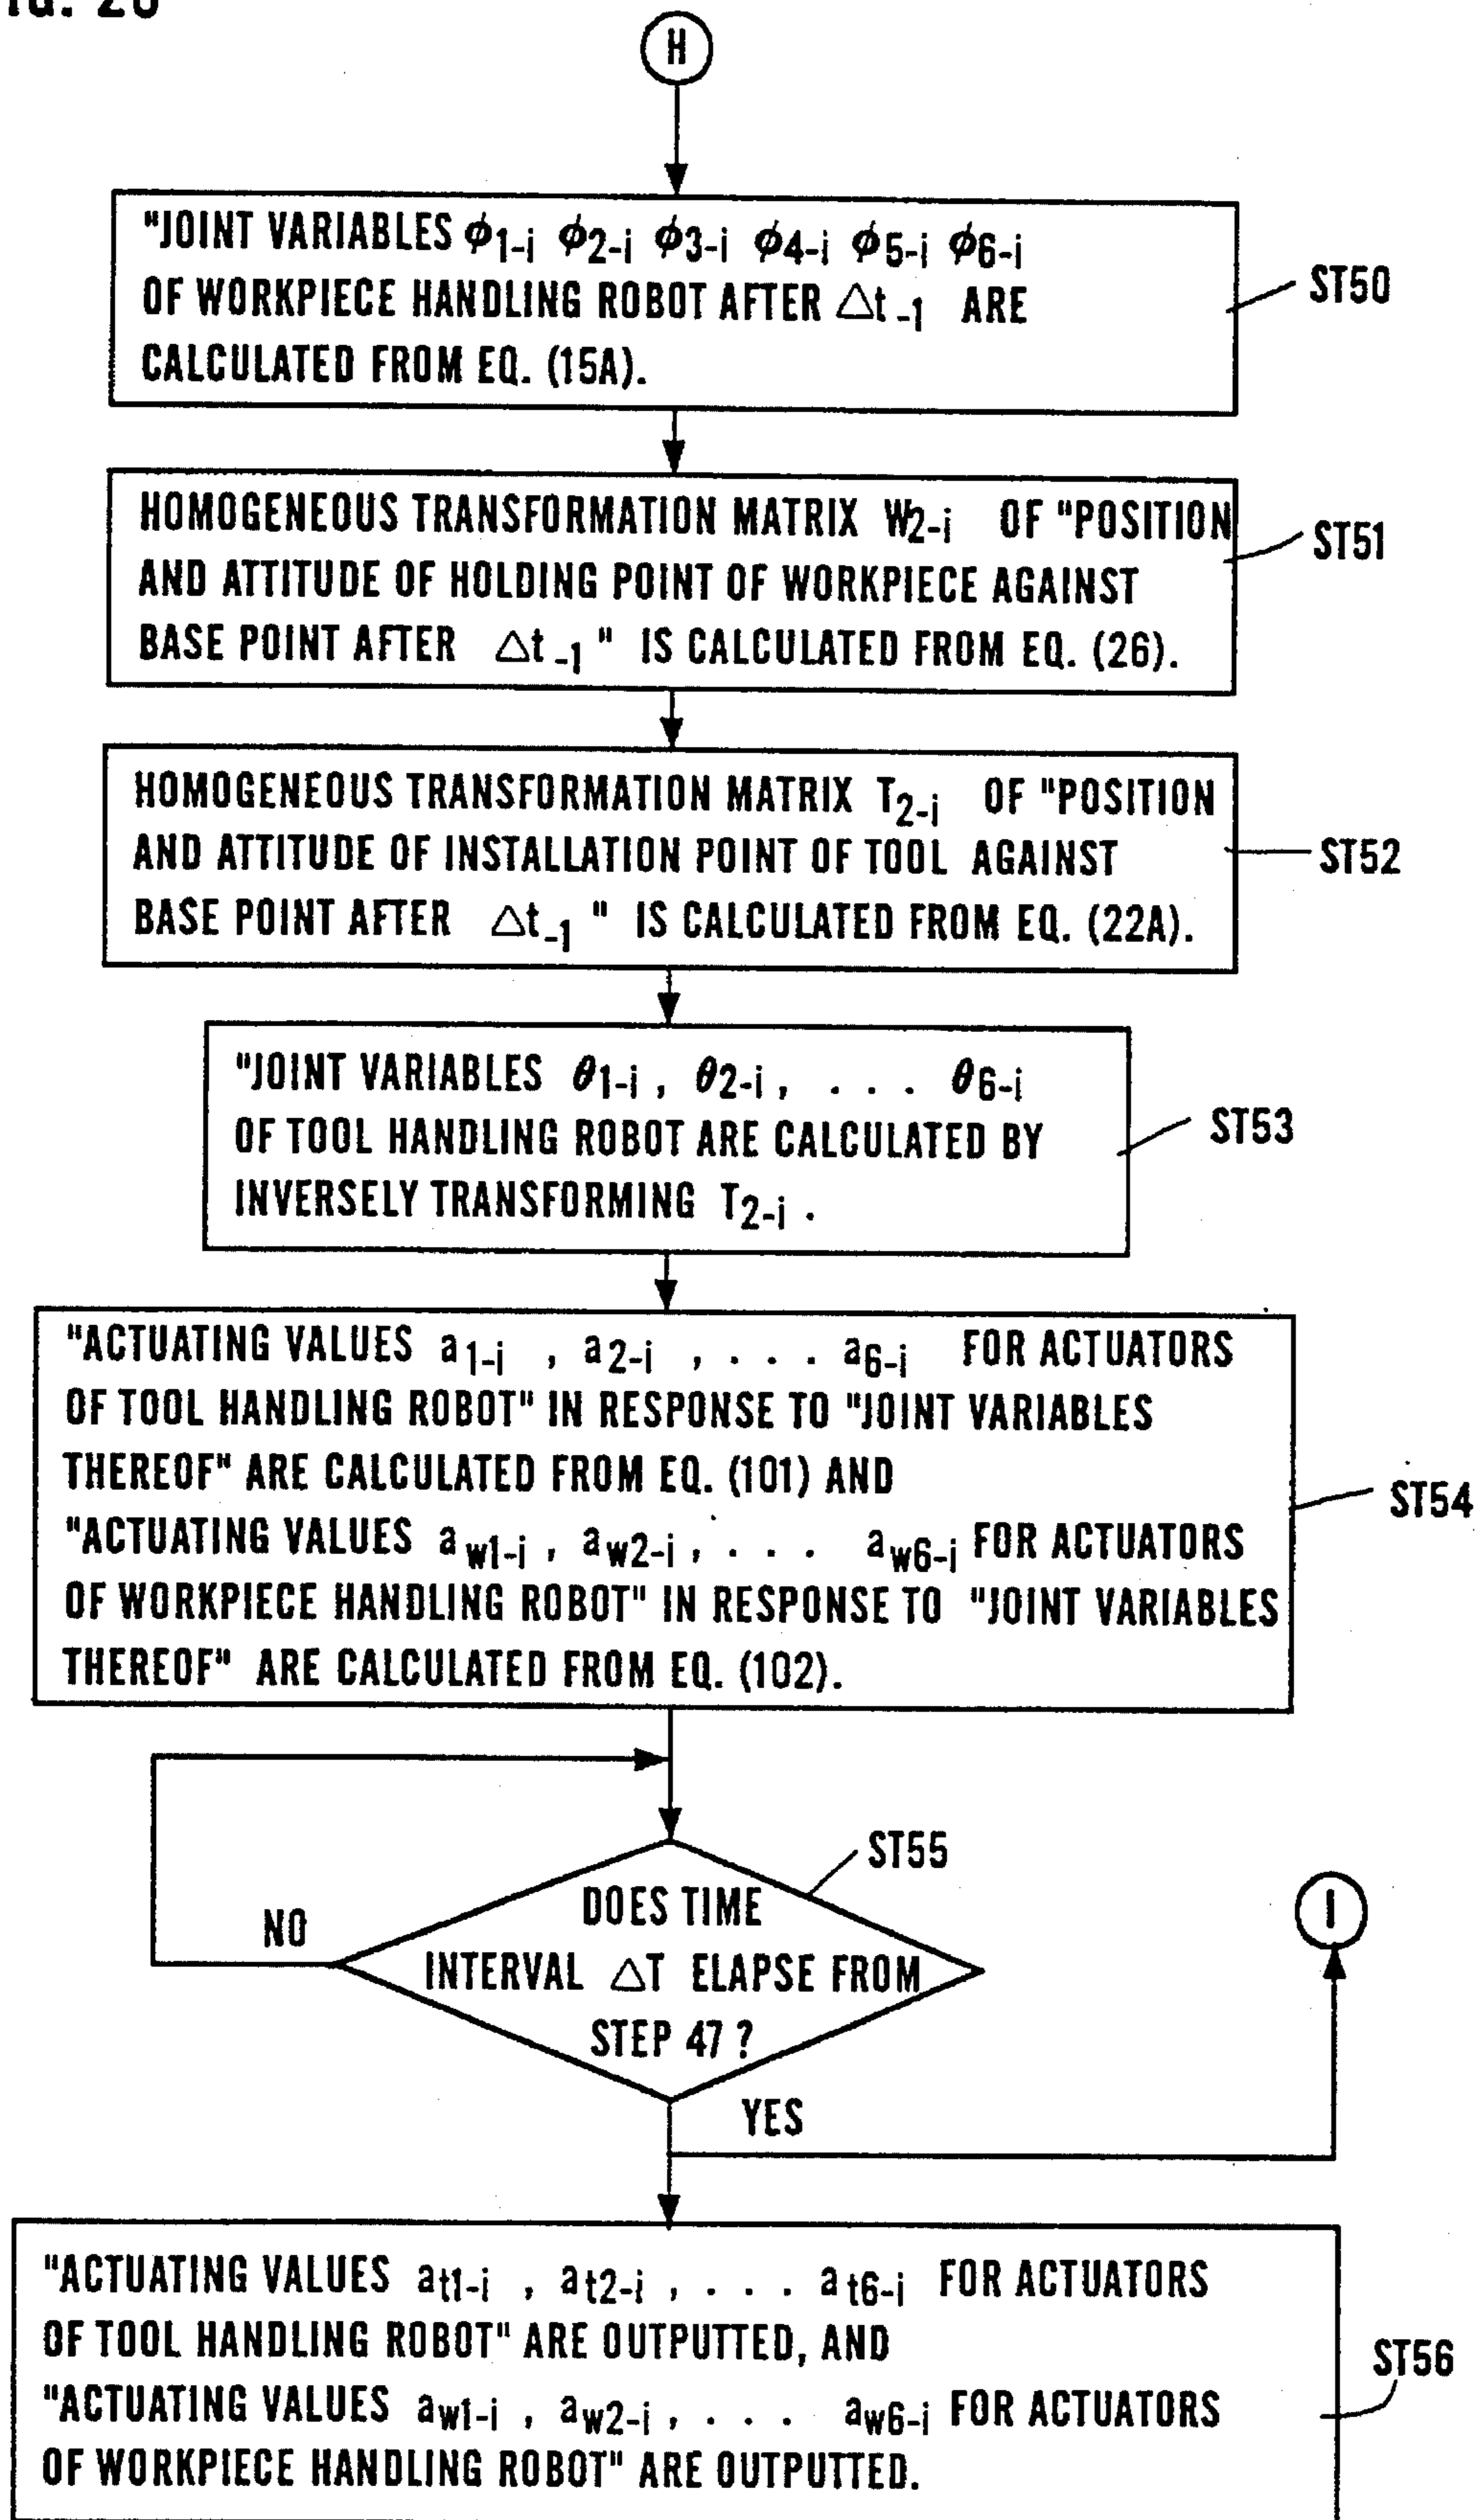 H
"JOINT VARIABLES ϕ1-i ϕ2-i ϕ3-i ϕ4-i ϕ5-i ϕ6-i
OF WORKPIECE HANDLING ROBOT AFTER △t-1 ARE
CALCULATED FROM EQ. (15A).
ST50
HOMOGENEOUS TRANSFORMATION MATRIX W2-i OF "POSITION
AND ATTITUDE OF HOLDING POINT OF WORKPIECE AGAINST
BASE POINT AFTER △t-1" IS CALCULATED FROM EQ. (26).
ST51
HOMOGENEOUS TRANSFORMATION MATRIX T2-i OF "POSITION
AND ATTITUDE OF INSTALLATION POINT OF TOOL AGAINST
BASE POINT AFTER △t-1" IS CALCULATED FROM EQ. (22A).
ST52
"JOINT VARIABLES θ1-i, θ2-i, . . . θ6-i
OF TOOL HANDLING ROBOT ARE CALCULATED BY
INVERSELY TRANSFORMING T2-i.
ST53
"ACTUATING VALUES a1-i, a2-i, . . . a6-i FOR ACTUATORS
OF TOOL HANDLING ROBOT" IN RESPONSE TO "JOINT VARIABLES
THEREOF" ARE CALCULATED FROM EQ. (101) AND
"ACTUATING VALUES aw1-i, aw2-i, . . . aw6-i FOR ACTUATORS
OF WORKPIECE HANDLING ROBOT" IN RESPONSE TO "JOINT VARIABLES
THEREOF" ARE CALCULATED FROM EQ. (102).
ST54
ST55
DOES TIME
INTERVAL △T ELAPSE FROM
STEP 47?
NO
YES
I
"ACTUATING VALUES at1-i, at2-i, . . . at6-i FOR ACTUATORS
OF TOOL HANDLING ROBOT" ARE OUTPUTTED, AND
"ACTUATING VALUES aw1-i, aw2-i, . . . aw6-i FOR ACTUATORS
OF WORKPIECE HANDLING ROBOT" ARE OUTPUTTED.
ST56